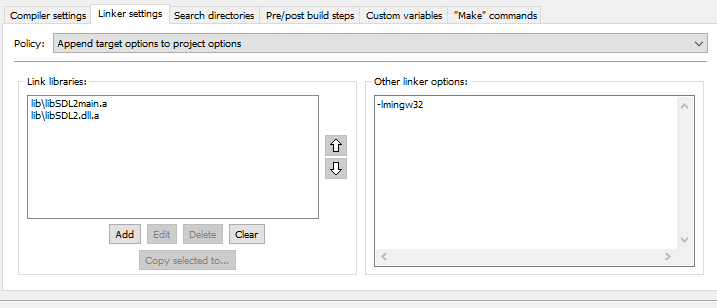 Compiler settings Linker settings Search directories Pre/post build steps Custom variables "Make" commands
Policy: Append target options to project options
Link libraries:
lib\libSDL2main.a
lib\libSDL2.dll.a
Add Edit Delete Clear
Copy selected to...
Other linker options:
-lmingw32